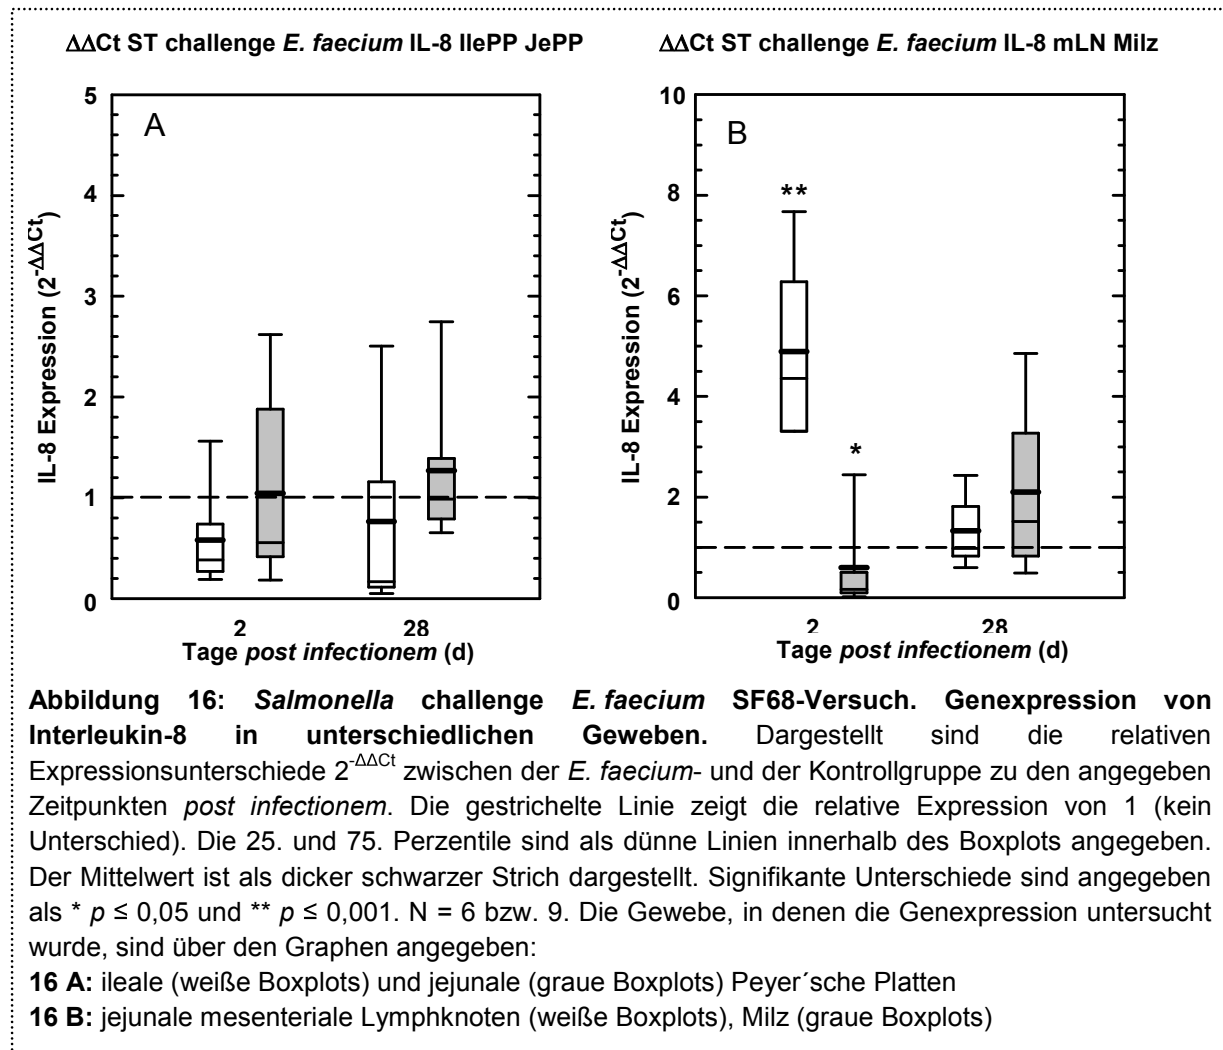 ΔΔCt ST challenge E. faecium IL-8 IlePP JePP
5
4
3
2
1
0
A
IL-8 Expression (2^-ΔΔCt)
2 28
Tage post infectionem (d)
ΔΔCt ST challenge E. faecium IL-8 mLN Milz
10
8
6
4
2
0
B
**
*
IL-8 Expression (2^-ΔΔCt)
2 28
Tage post infectionem (d)
Abbildung 16: Salmonella challenge E. faecium SF68-Versuch. Genexpression von
Interleukin-8 in unterschiedlichen Geweben. Dargestellt sind die relativen
Expressionsunterschiede 2^-ΔΔCt zwischen der E. faecium- und der Kontrollgruppe zu den angegeben
Zeitpunkten post infectionem. Die gestrichelte Linie zeigt die relative Expression von 1 (kein
Unterschied). Die 25. und 75. Perzentile sind als dünne Linien innerhalb des Boxplots angegeben.
Der Mittelwert ist als dicker schwarzer Strich dargestellt. Signifikante Unterschiede sind angegeben
als * p ≤ 0,05 und ** p ≤ 0,001. N = 6 bzw. 9. Die Gewebe, in denen die Genexpression untersucht
wurde, sind über den Graphen angegeben:
16 A: ileale (weiße Boxplots) und jejunale (graue Boxplots) Peyer´sche Platten
16 B: jejunale mesenteriale Lymphknoten (weiße Boxplots), Milz (graue Boxplots)